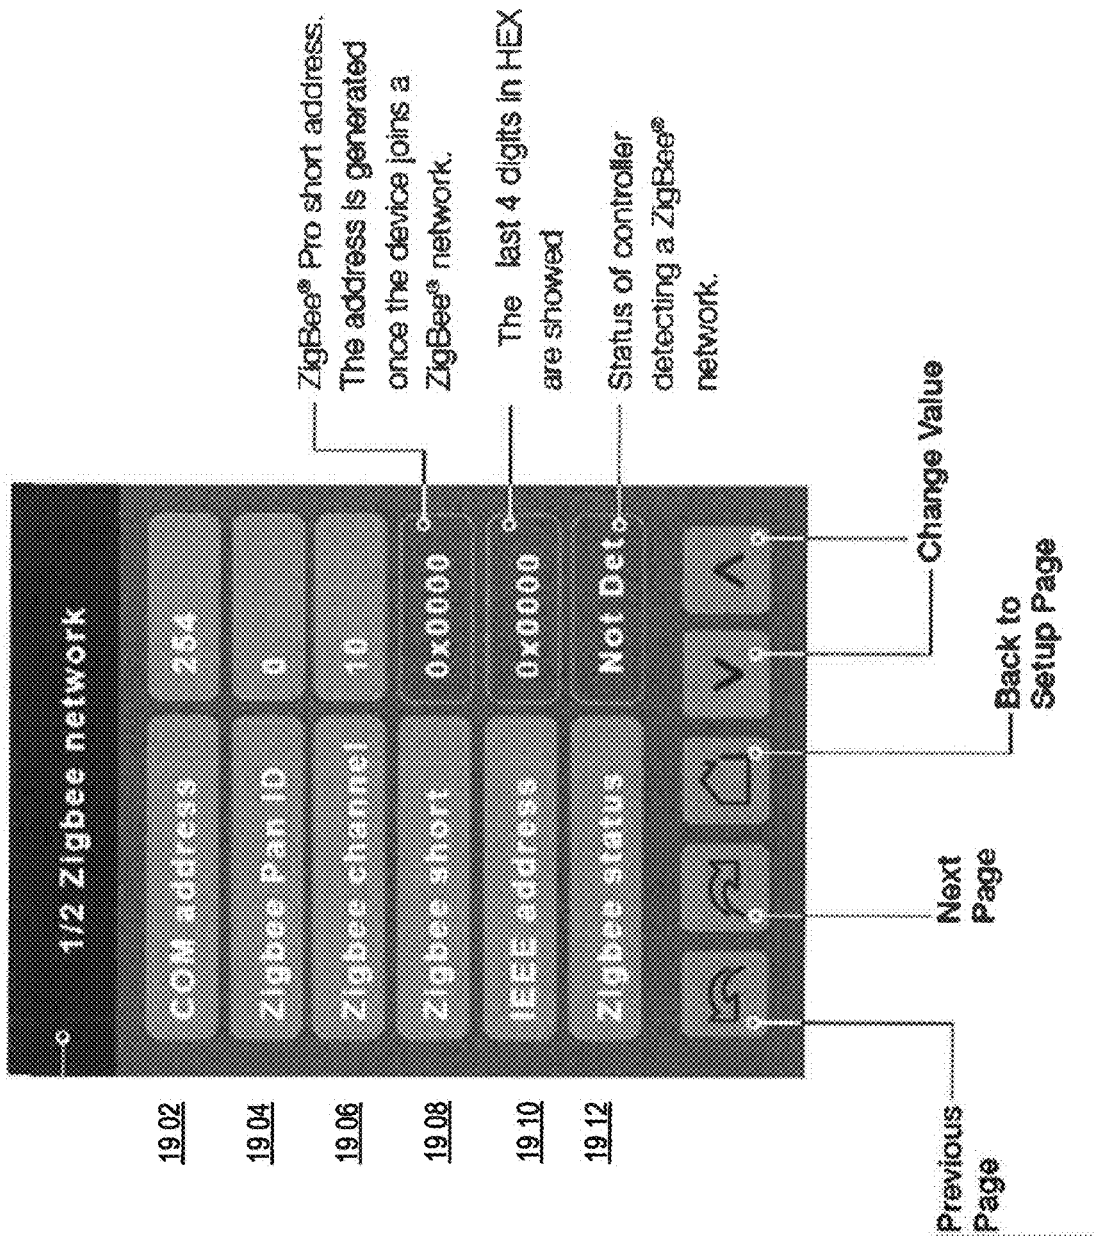 1/2 Zigbee network
19.02
COM address
254
19.04
Zigbee Pan ID
0
19.06
Zigbee channel
10
19.08
Zigbee short
0x0000
19.10
IEEE address
0x0000
19.12
Zigbee status
Not Det.
ZigBee® Pro short address.
The address is generated
once the device joins a
ZigBee® network.
The last 4 digits in HEX
are showed
Status of controller
detecting a ZigBee®
network.
Previous
Page
Next
Page
Back to
Setup Page
Change Value